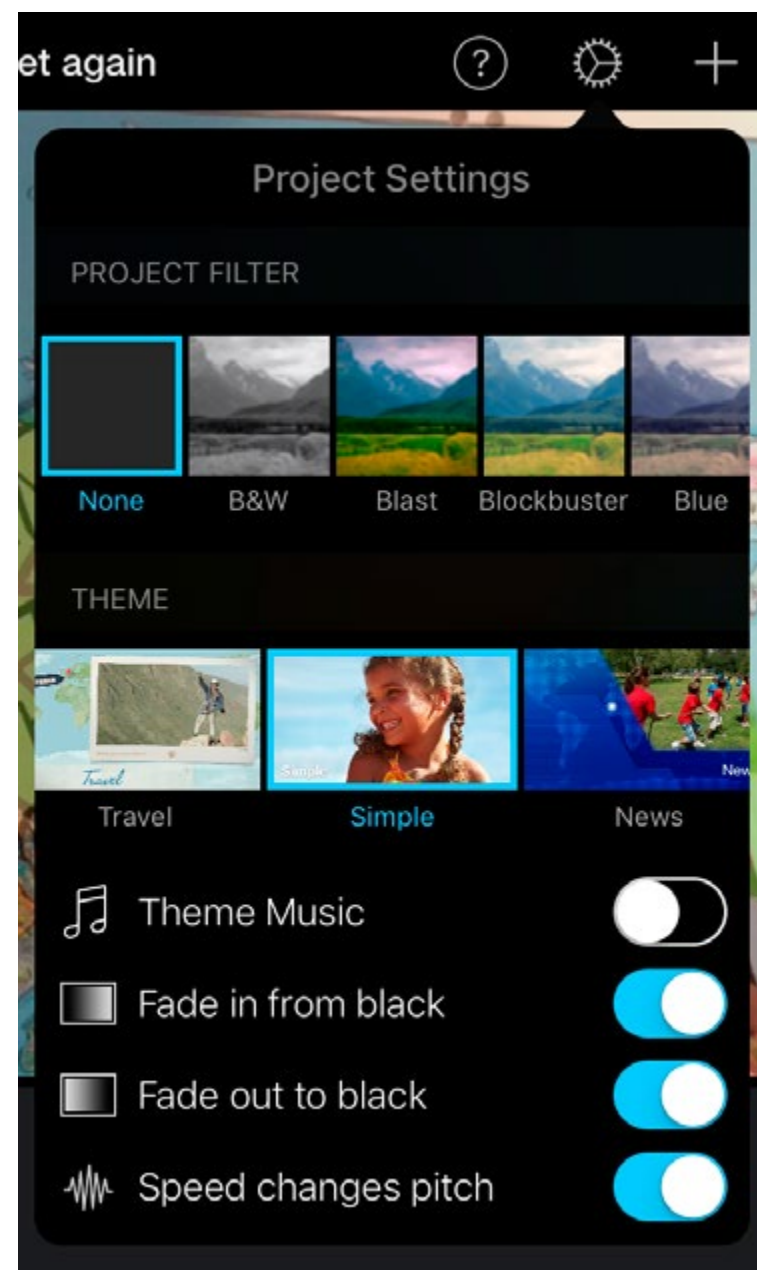 et again
?
Project Settings
PROJECT FILTER
None B&W Blast Blockbuster Blue
THEME
Travel Simple New
Travel Simple News
Theme Music
Fade in from black
Fade out to black
Speed changes pitch